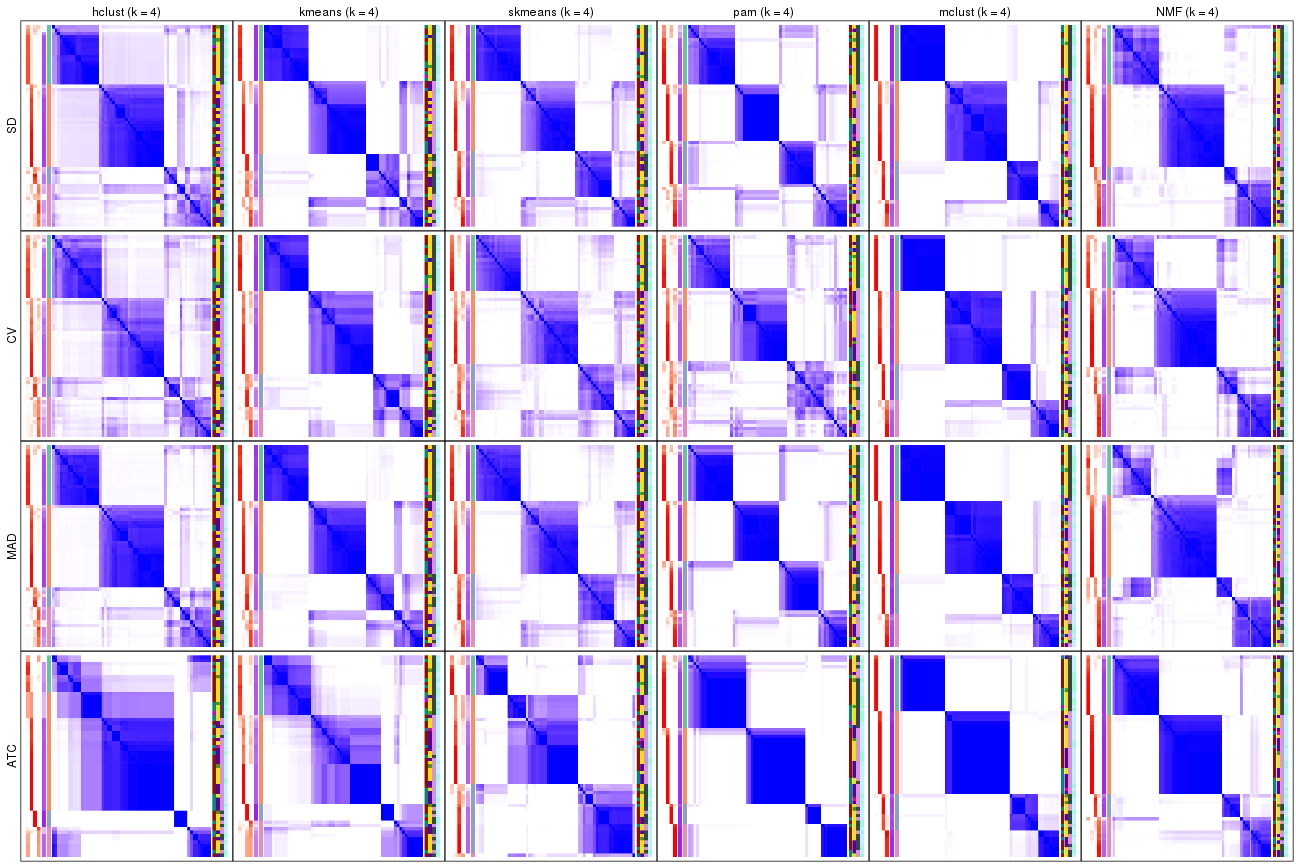 hclust (k = 4) kmeans (k = 4) skmeans (k = 4) pam (k = 4) mclust (k = 4) NMF (k = 4)
SD
CV
MAD
ATC